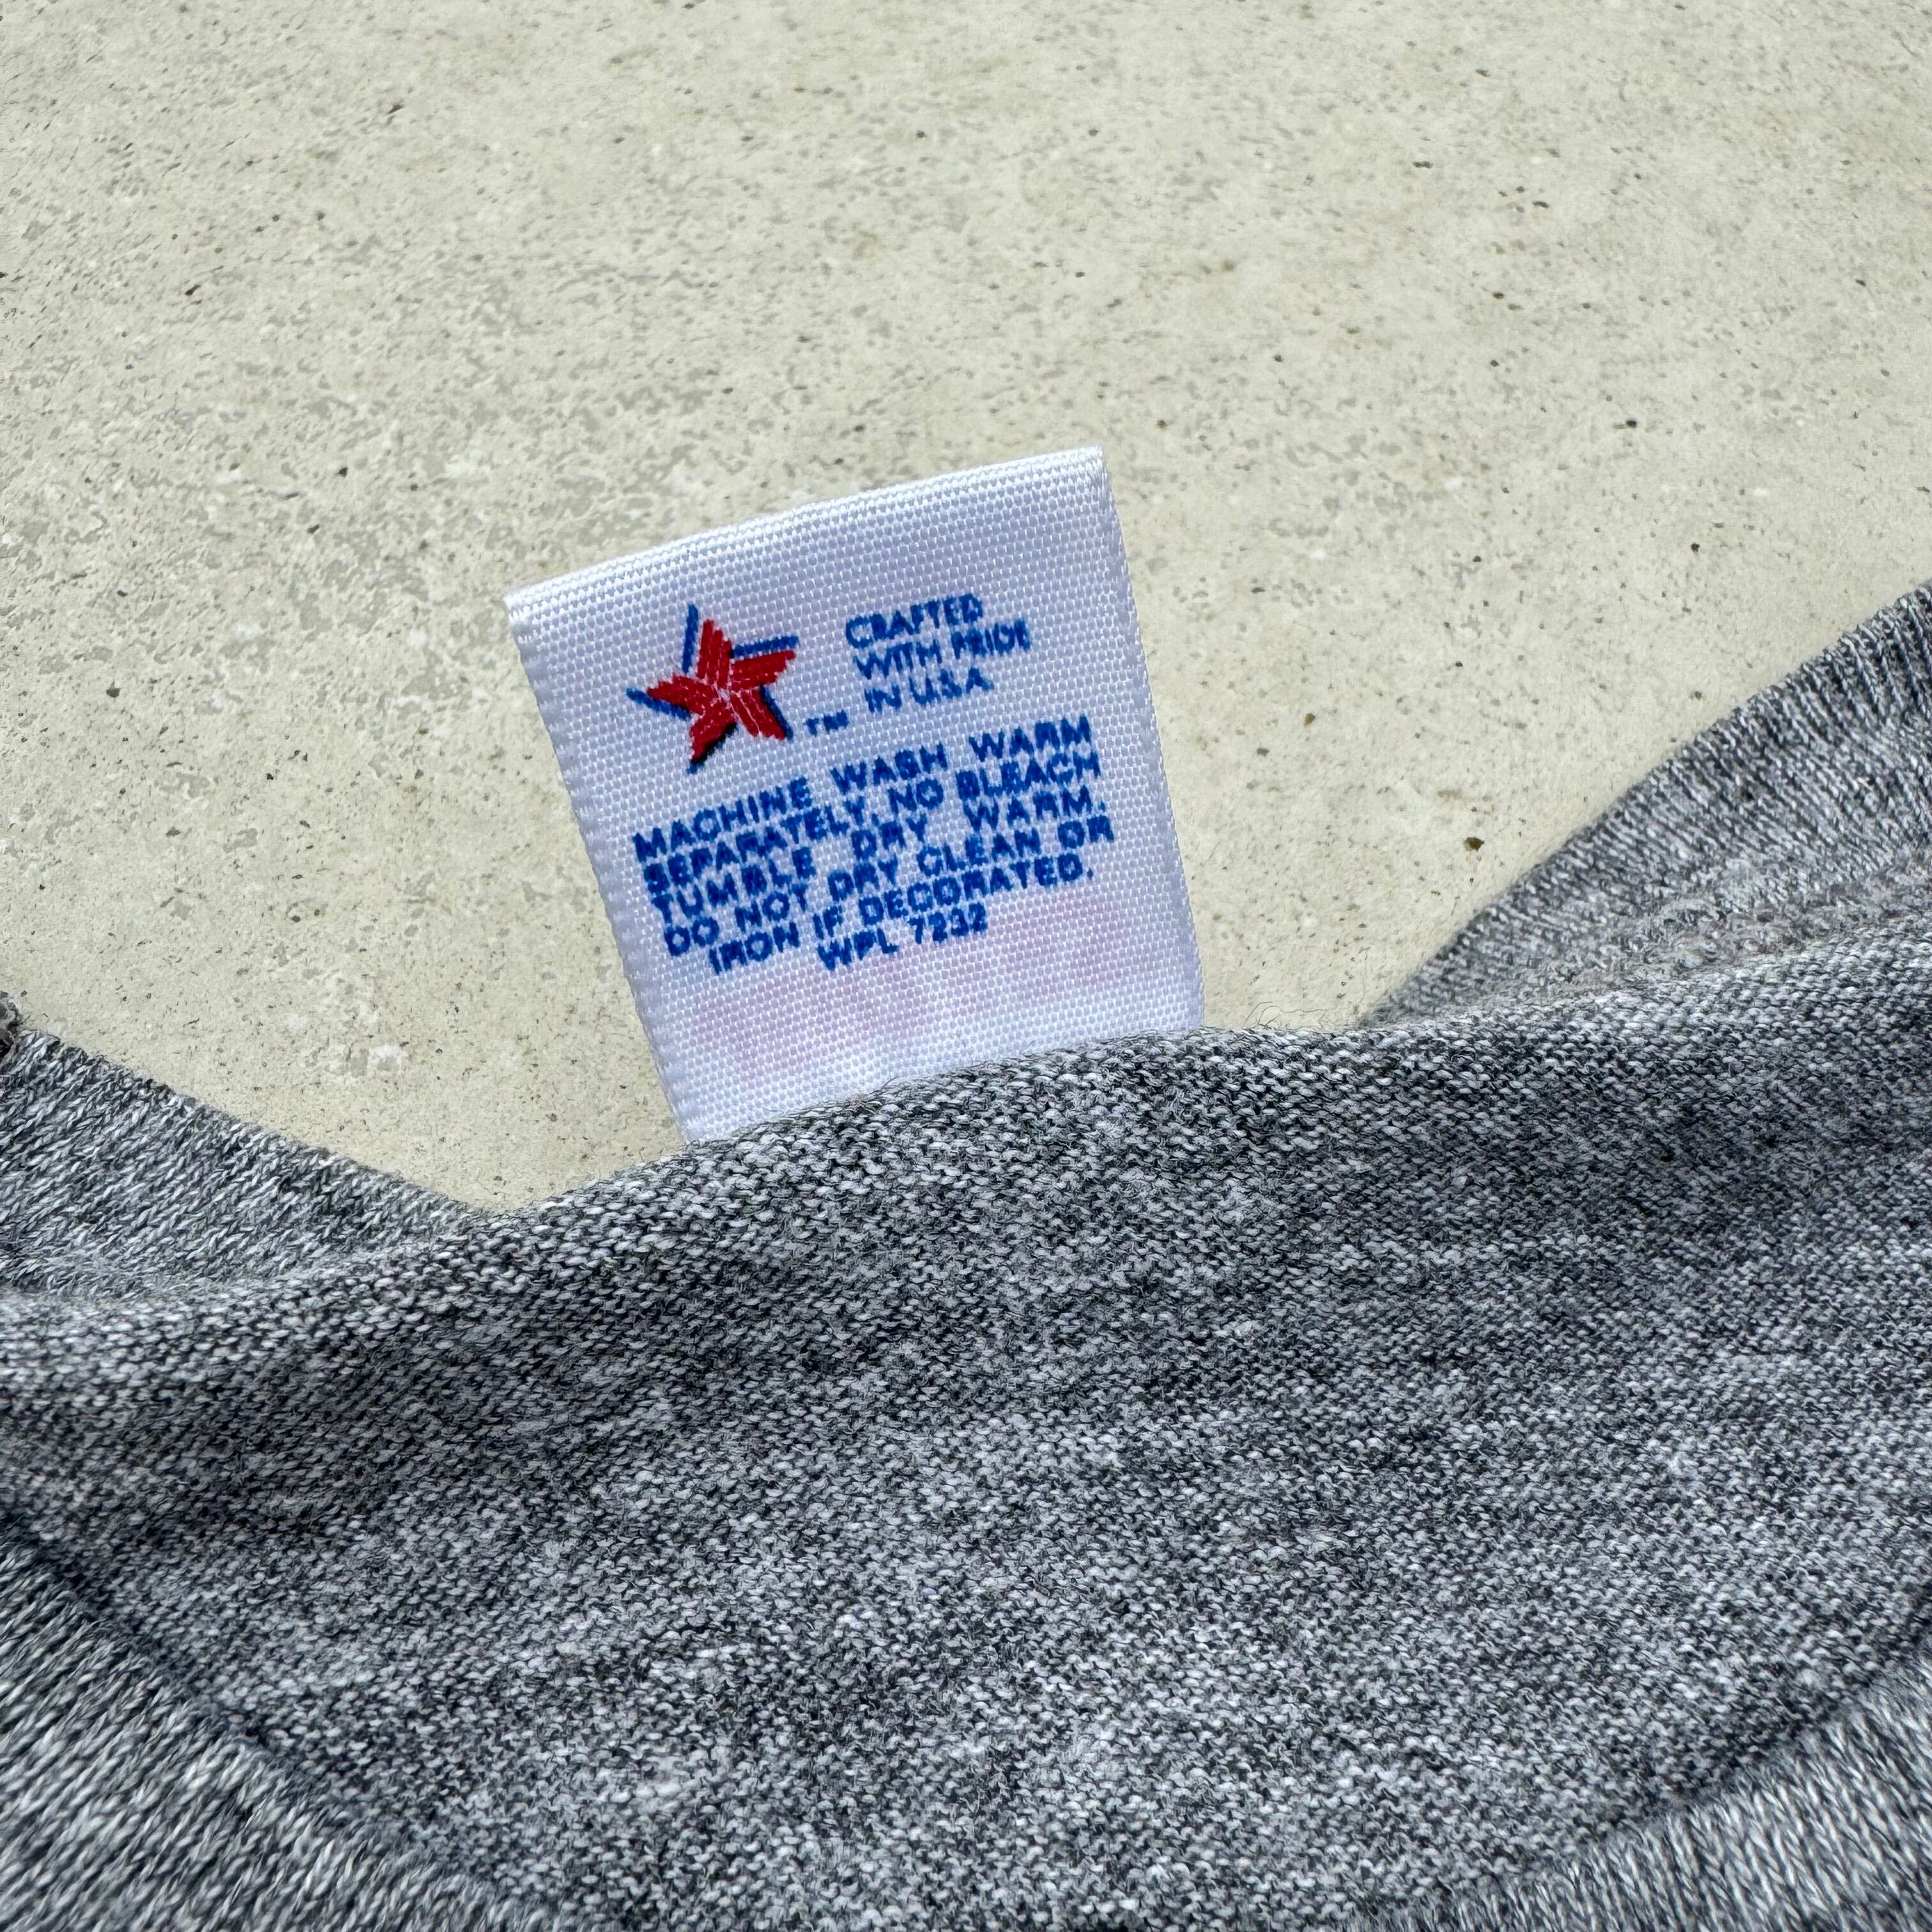 CRAFTED
WITH PRIDE
IN U.S.A
TM
MACHINE WASH WARM
SEPARATELY, NO BLEACH
TUMBLE DRY WARM.
DO NOT DRY CLEAN OR
IRON IF DECORATED.
WPL 7232